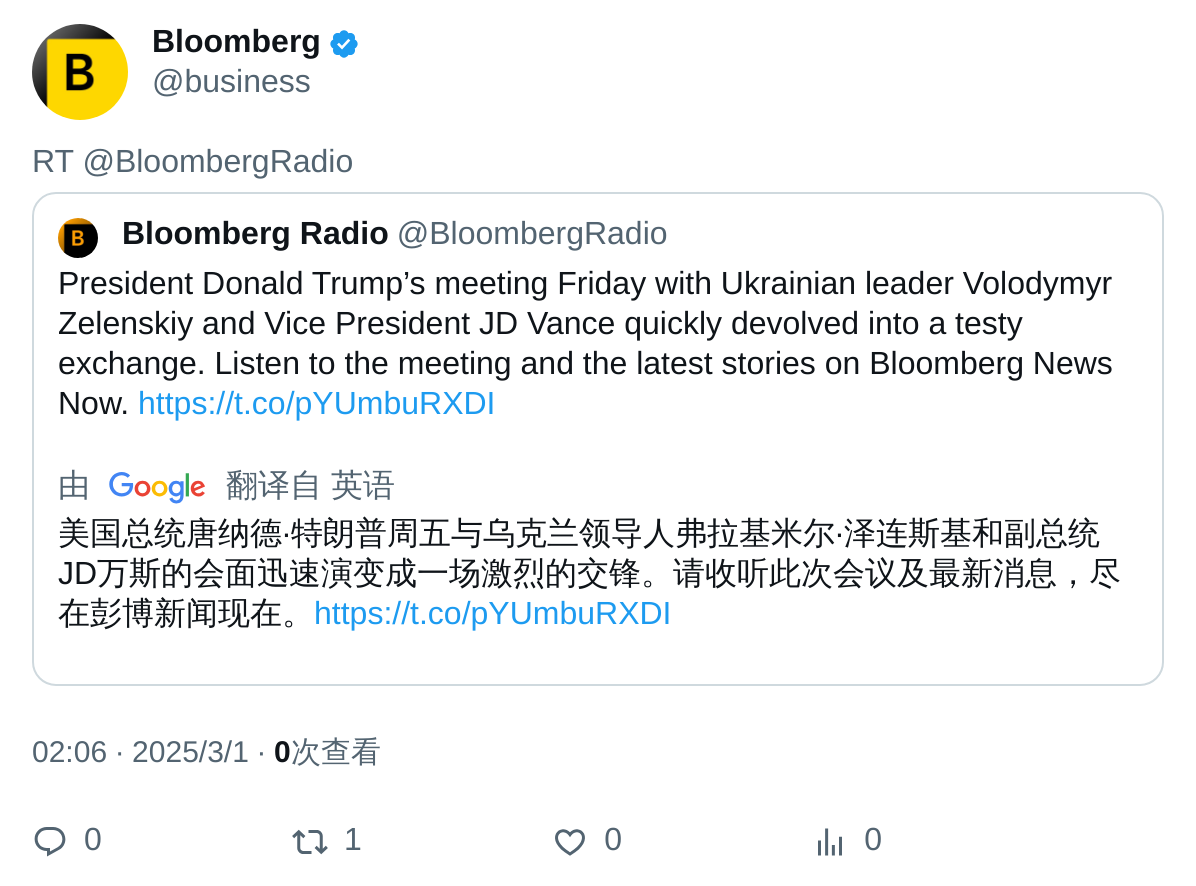 B
Bloomberg
@business
RT @BloombergRadio
B
Bloomberg Radio @BloombergRadio
President Donald Trump’s meeting Friday with Ukrainian leader Volodymyr
Zelenskiy and Vice President JD Vance quickly devolved into a testy
exchange. Listen to the meeting and the latest stories on Bloomberg News
Now. https://t.co/pYUmbuRXDI
由 Google 翻译自 英语
美国总统唐纳德·特朗普周五与乌克兰领导人弗拉基米尔·泽连斯基和副总统
JD万斯的会面迅速演变成一场激烈的交锋。请收听此次会议及最新消息，尽
在彭博新闻现在。https://t.co/pYUmbuRXDI
02:06 · 2025/3/1 · 0次查看
0 1 0 0